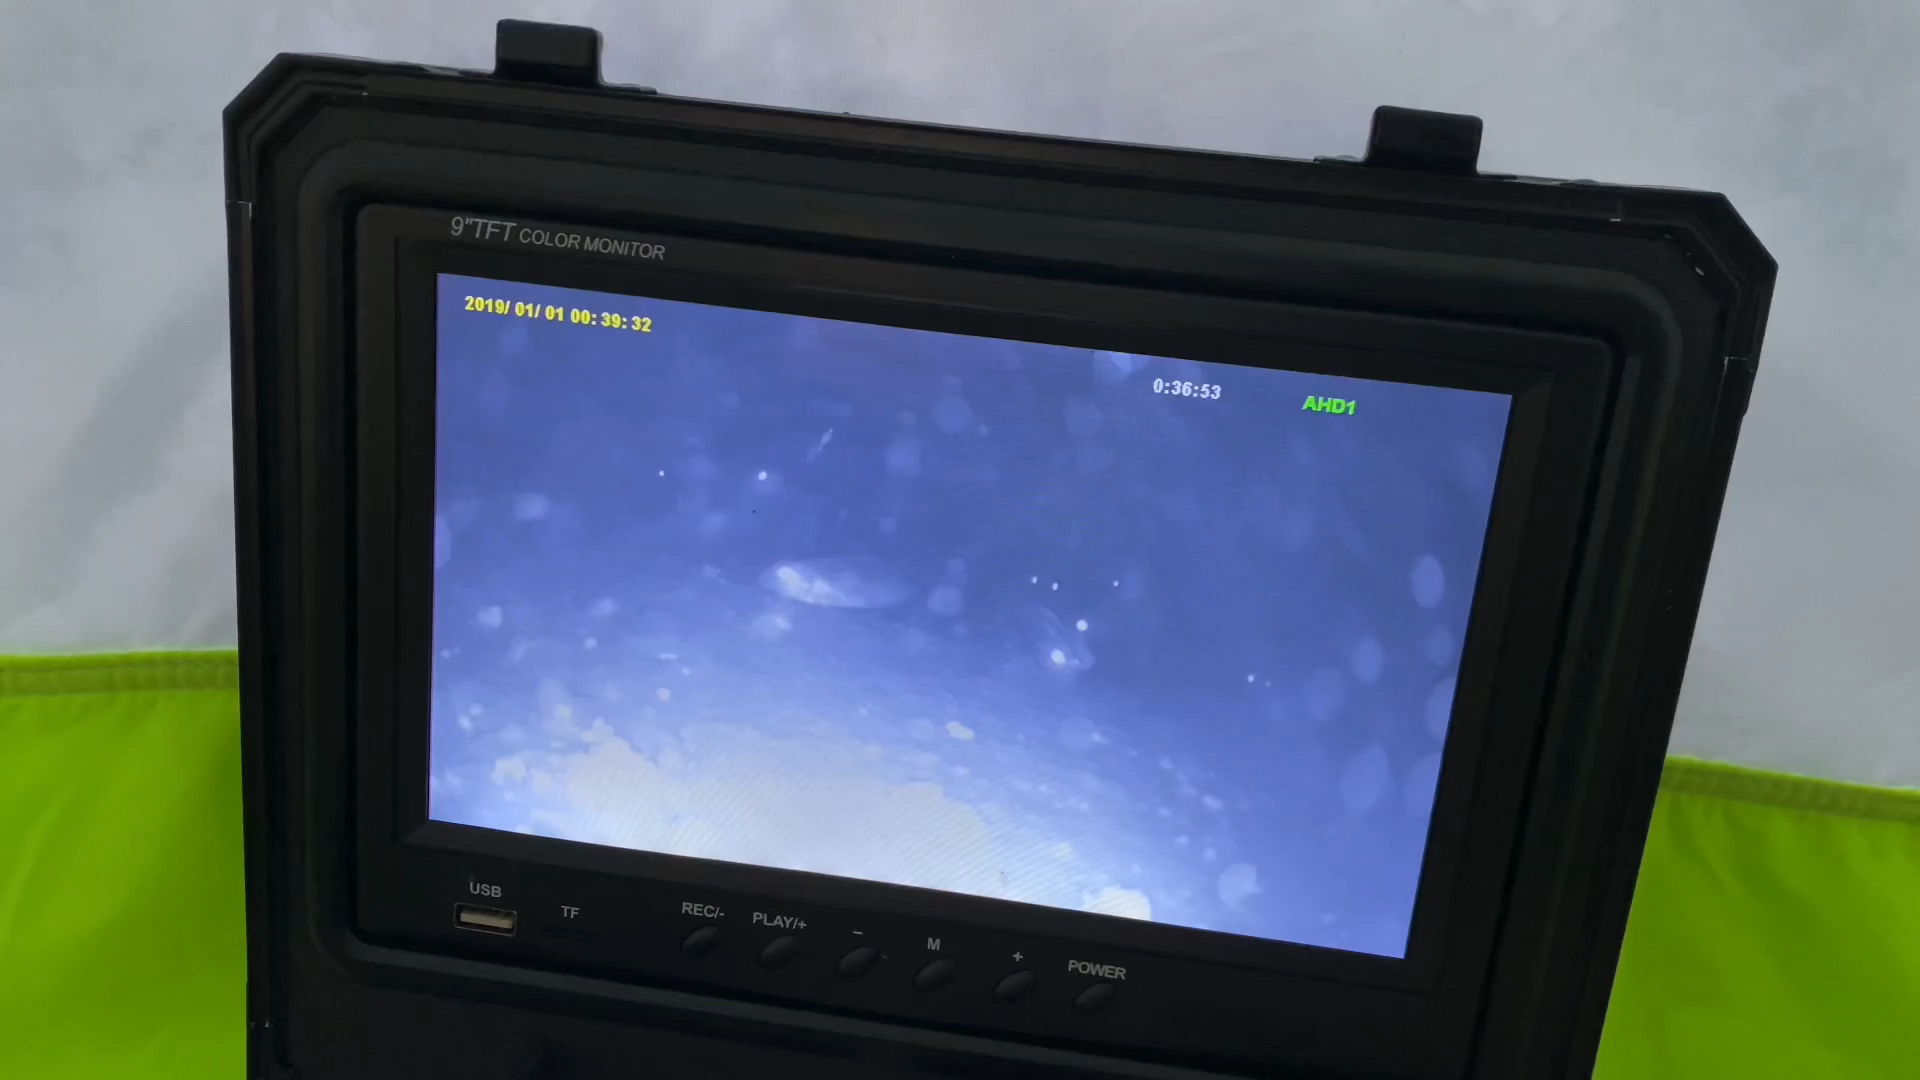 9"TFT COLOR MONITOR
2019/01/01 00:39:32
0:36:53
AHD1
USB
TF
REC/-
PLAY/+
-
M
+
POWER